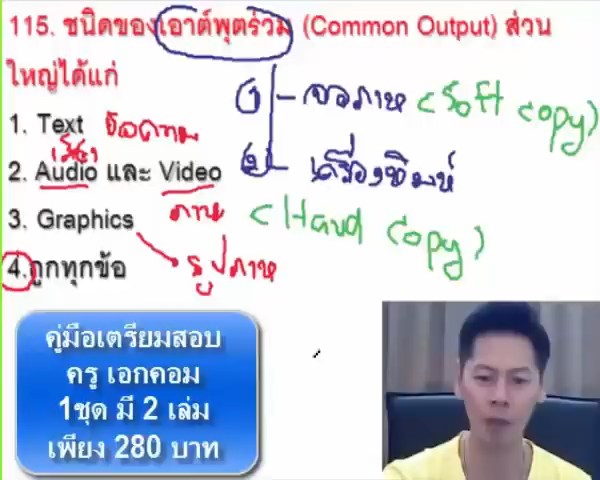 115. ชนิดของเอาต์พุตร่วม (Common Output) ส่วน
ใหญ่ได้แก่
① - จอภาพ (Soft Copy)
② - เครื่องพิมพ์
(Hard Copy)
1. Text ข้อความ
เสียง
2. Audio และ Video
ภาพ
3. Graphics
รูปภาพ
4.ถูกทุกข้อ
คู่มือเตรียมสอบ
ครู เอกคอม
1ชุด มี 2 เล่ม
เพียง 280 บาท